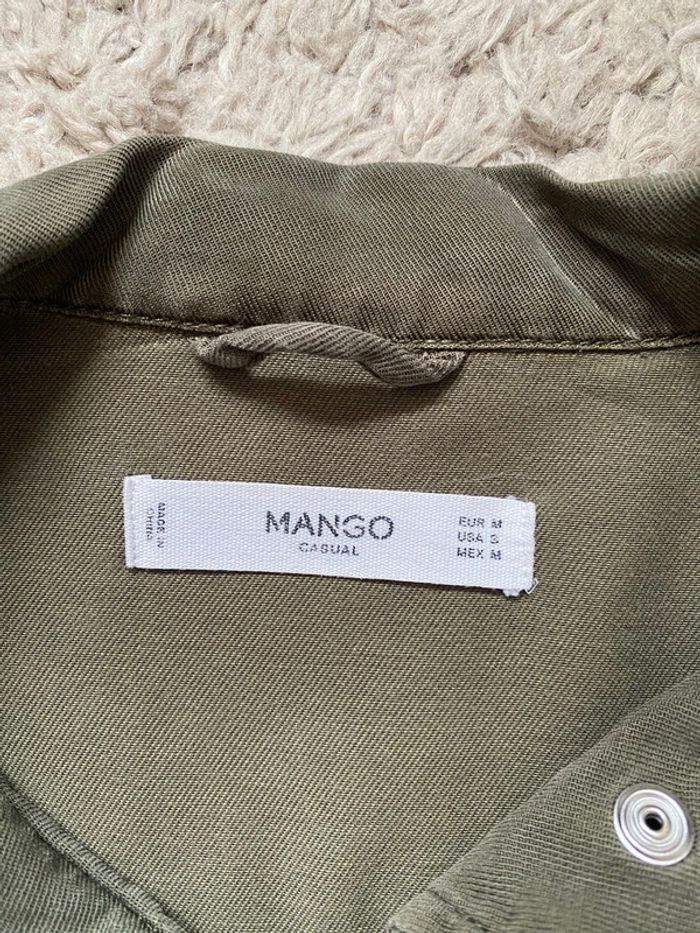 MADE IN
CHINA
MANGO
CASUAL
EUR M
USA S
MEX M